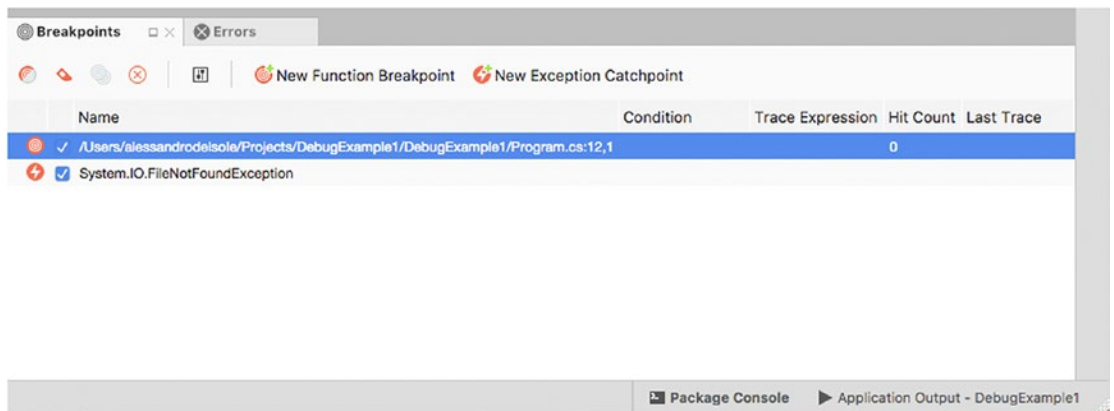 Breakpoints Errors
New Function Breakpoint New Exception Catchpoint
Name Condition Trace Expression Hit Count Last Trace
/Users/alessandrodelsole/Projects/DebugExample1/DebugExample1/Program.cs:12,1 0
System.IO.FileNotFoundException
Package Console Application Output - DebugExample1